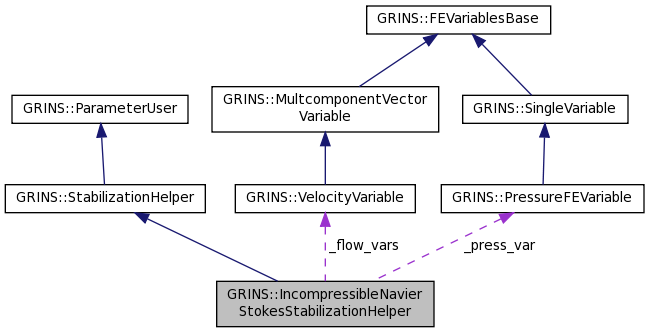 GRINS::FEVariablesBase
GRINS::ParameterUser
GRINS::MultcomponentVector
Variable
GRINS::SingleVariable
GRINS::StabilizationHelper
GRINS::VelocityVariable
GRINS::PressureFEVariable
_flow_vars
_press_var
GRINS::IncompressibleNavier
StokesStabilizationHelper